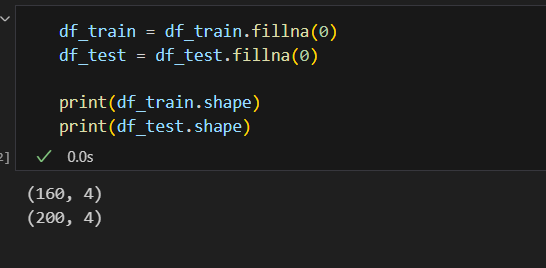 df_train = df_train.fillna(0)
df_test = df_test.fillna(0)
print(df_train.shape)
print(df_test.shape)
2]
0.0s
(160, 4)
(200, 4)